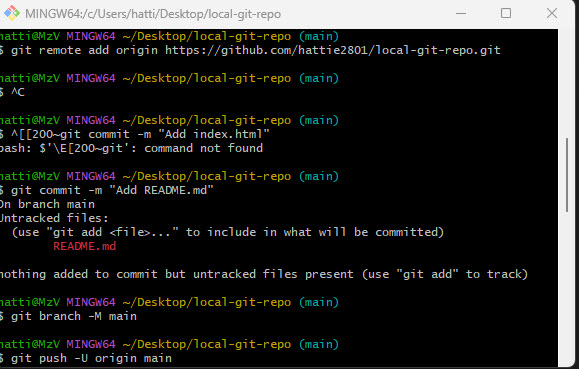 MINGW64:/c/Users/hatti/Desktop/local-git-repo
hatti@MzV MINGW64 ~/Desktop/local-git-repo (main)
$ git remote add origin https://github.com/hattie2801/local-git-repo.git
hatti@MzV MINGW64 ~/Desktop/local-git-repo (main)
$ ^C
hatti@MzV MINGW64 ~/Desktop/local-git-repo (main)
$ ^[[200~git commit -m "Add index.html"
bash: $'\E[200~git': command not found
hatti@MzV MINGW64 ~/Desktop/local-git-repo (main)
$ git commit -m "Add README.md"
On branch main
Untracked files:
(use "git add <file>..." to include in what will be committed)
README.md
nothing added to commit but untracked files present (use "git add" to track)
hatti@MzV MINGW64 ~/Desktop/local-git-repo (main)
$ git branch -M main
hatti@MzV MINGW64 ~/Desktop/local-git-repo (main)
$ git push -U origin main